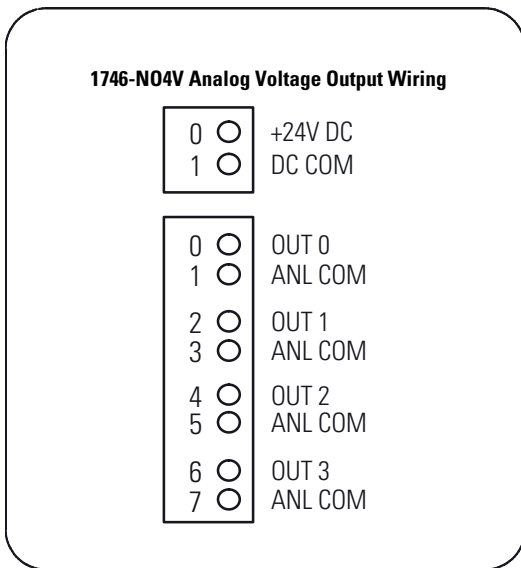 1746-NO4V Analog Voltage Output Wiring
0 +24V DC
1 DC COM
0 OUT 0
1 ANL COM
2 OUT 1
3 ANL COM
4 OUT 2
5 ANL COM
6 OUT 3
7 ANL COM